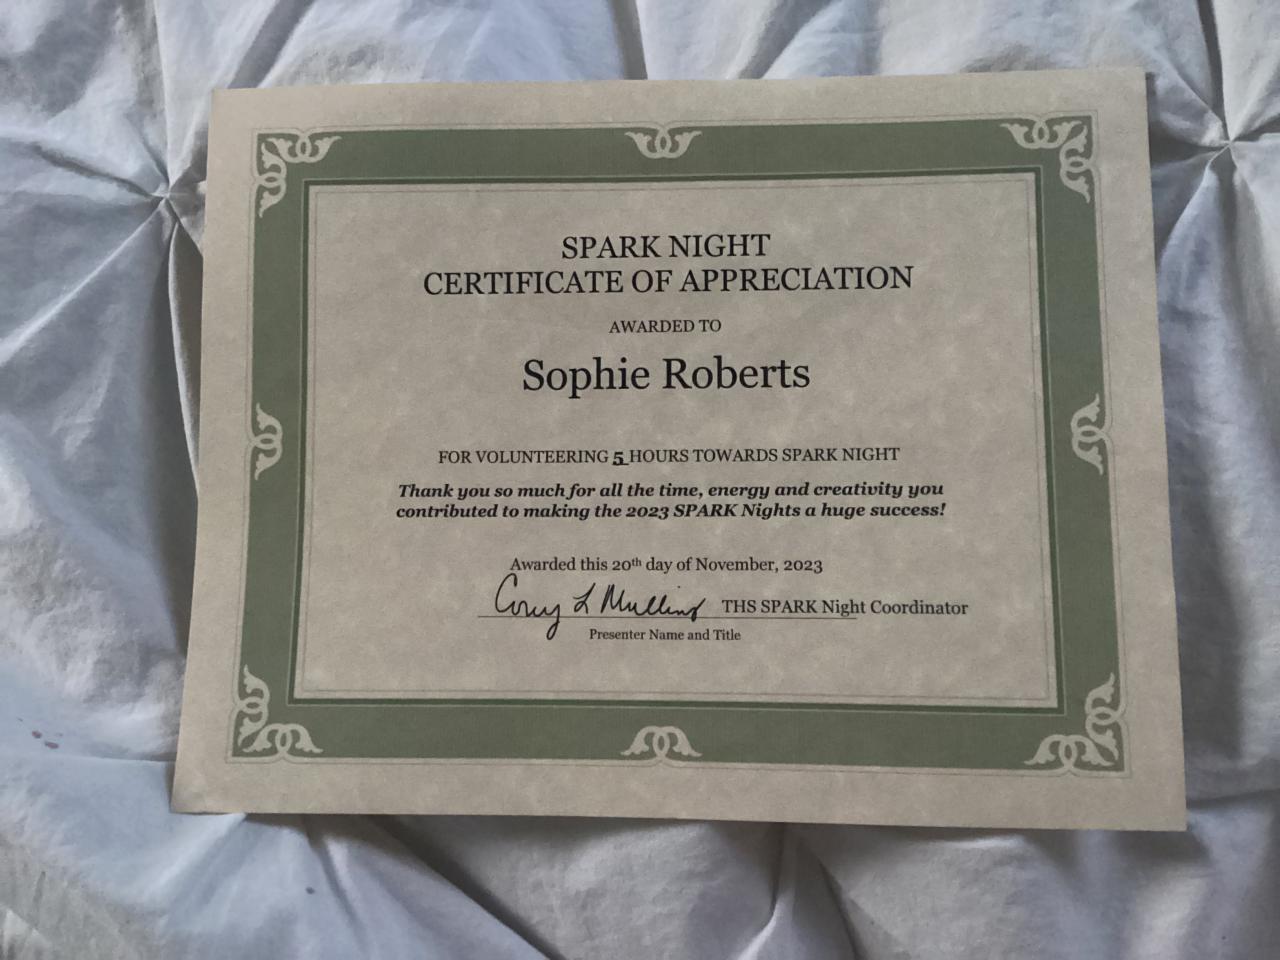 SPARK NIGHT
CERTIFICATE OF APPRECIATION
AWARDED TO
Sophie Roberts
FOR VOLUNTEERING 5 HOURS TOWARDS SPARK NIGHT
Thank you so much for all the time, energy and creativity you
contributed to making the 2023 SPARK Nights a huge success!
Awarded this 20th day of November, 2023
L Mullins THS SPARK Night Coordinator
Presenter Name and Title